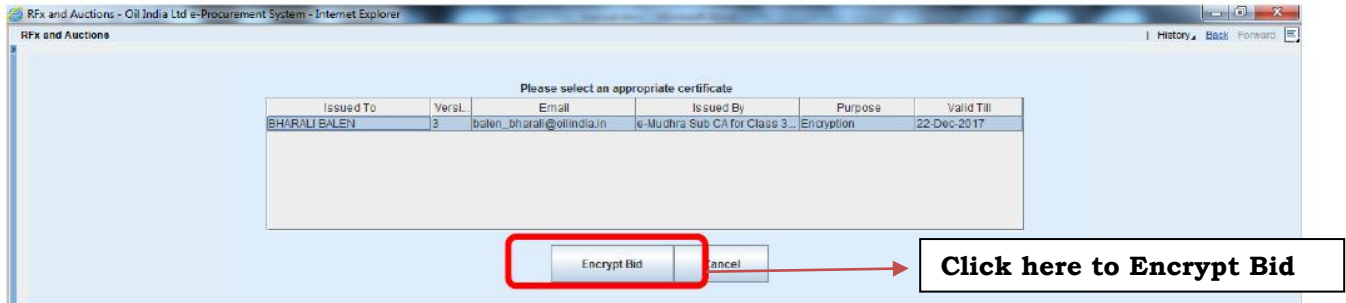 RFx and Auctions - Oil India Ltd e-Procurement System - Internet Explorer
RFx and Auctions
History Back Forward
Please select an appropriate certificate
Issued To Versi... Email Issued By Purpose Valid Till
BHARALI BALEN 3 balen_bharali@oilindia.in e-Mudhra Sub CA for Class 3... Encryption 22-Dec-2017
Encrypt Bid Cancel
Click here to Encrypt Bid